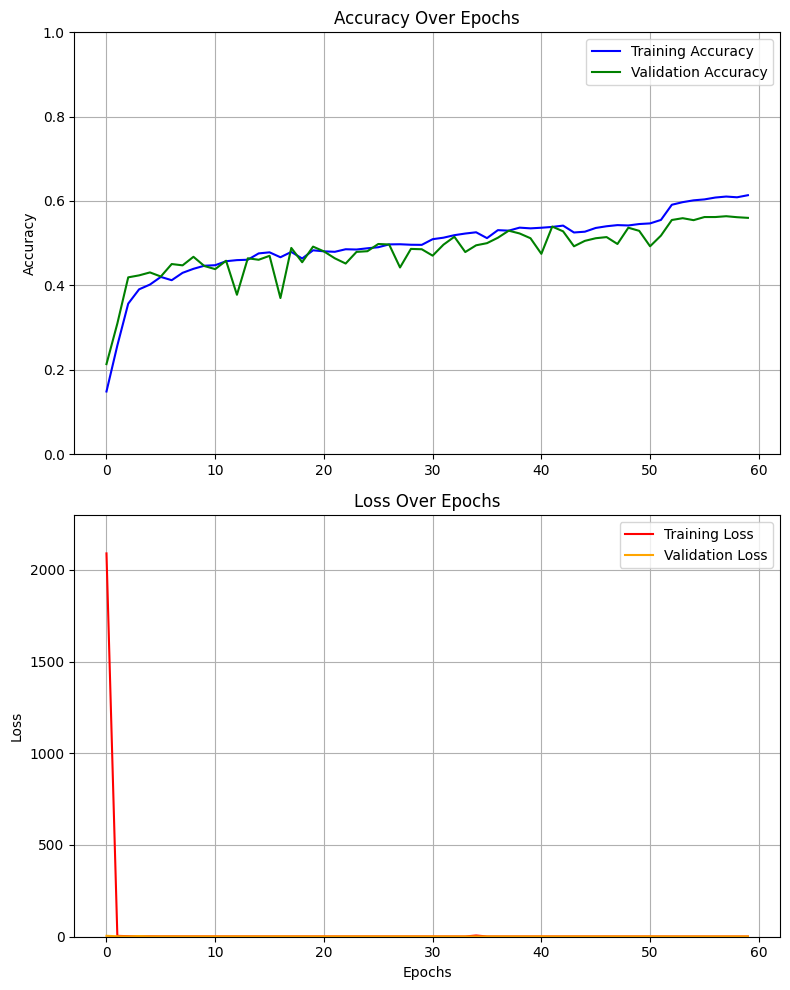 Accuracy Over Epochs
1.0
0.8
0.6
0.4
0.2
0.0
Accuracy
Training Accuracy
Validation Accuracy
0 10 20 30 40 50 60
Loss Over Epochs
2000
1500
1000
500
0
Loss
Training Loss
Validation Loss
0 10 20 30 40 50 60
Epochs